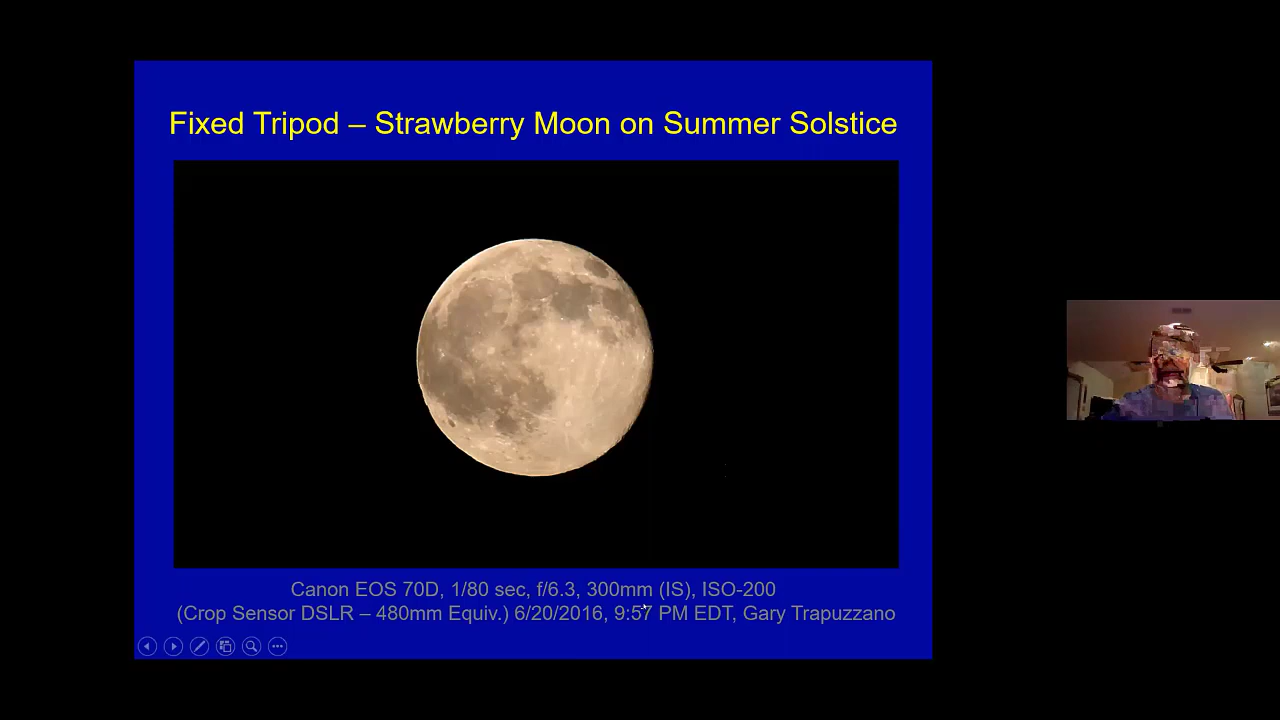 Fixed Tripod – Strawberry Moon on Summer Solstice
Canon EOS 70D, 1/80 sec, f/6.3, 300mm (IS), ISO-200
(Crop Sensor DSLR – 480mm Equiv.) 6/20/2016, 9:57 PM EDT, Gary Trapuzzano